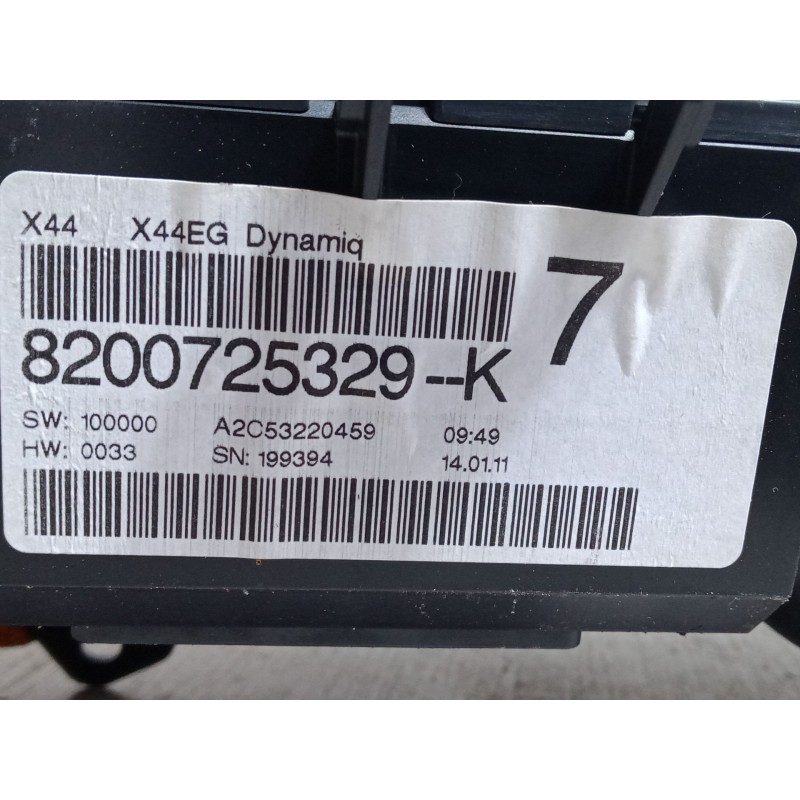 X44 X44EG Dynamiq
7
8200725329--K
SW: 100000 A2C53220459 09:49
HW: 0033 SN: 199394 14.01.11